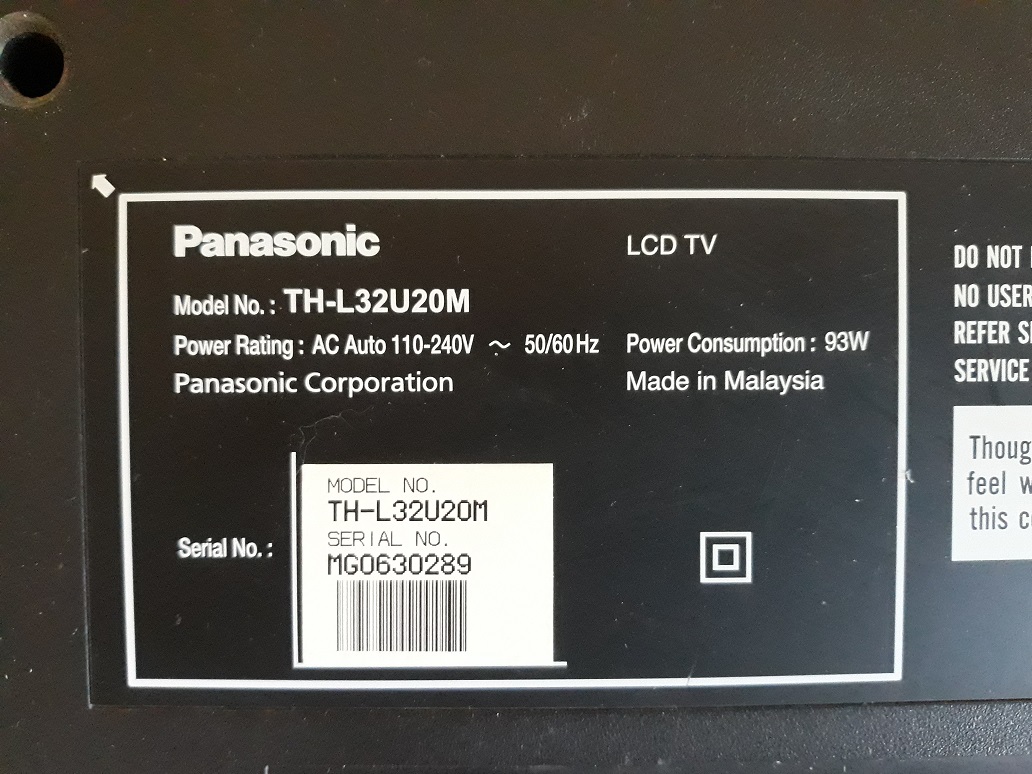 Panasonic
LCD TV
Model No. : TH-L32U20M
Power Rating : AC Auto 110-240V ～ 50/60Hz
Power Consumption : 93W
Panasonic Corporation
Made in Malaysia
Serial No. :
MODEL NO.
TH-L32U20M
SERIAL NO.
MG0630289
DO NOT
NO USER
REFER
SERVICE
feel
this